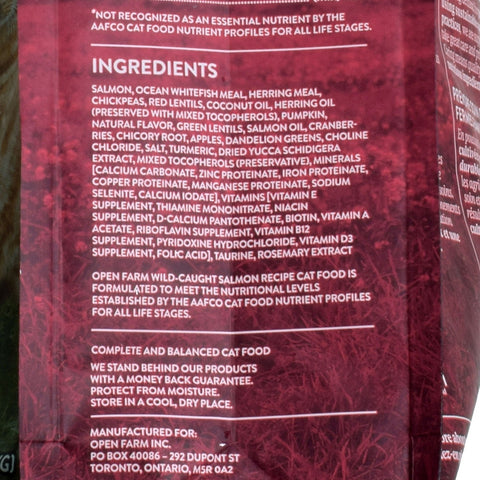 *NOT RECOGNIZED AS AN ESSENTIAL NUTRIENT BY THE
AAFCO CAT FOOD NUTRIENT PROFILES FOR ALL LIFE STAGES.
INGREDIENTS
SALMON, OCEAN WHITEFISH MEAL, HERRING MEAL,
CHICKPEAS, RED LENTILS, COCONUT OIL, HERRING OIL
(PRESERVED WITH MIXED TOCOPHEROLS), PUMPKIN,
NATURAL FLAVOR, GREEN LENTILS, SALMON OIL, CRANBER-
RIES, CHICORY ROOT, APPLES, DANDELION GREENS, CHOLINE
CHLORIDE, SALT, TURMERIC, DRIED YUCCA SCHIDIGERA
EXTRACT, MIXED TOCOPHEROLS (PRESERVATIVE), MINERALS
[CALCIUM CARBONATE, ZINC PROTEINATE, IRON PROTEINATE,
COPPER PROTEINATE, MANGANESE PROTEINATE, SODIUM
SELENITE, CALCIUM IODATE], VITAMINS [VITAMIN E
SUPPLEMENT, THIAMINE MONONITRATE, NIACIN
SUPPLEMENT, D-CALCIUM PANTOTHENATE, BIOTIN, VITAMIN A
ACETATE, RIBOFLAVIN SUPPLEMENT, VITAMIN B12
SUPPLEMENT, PYRIDOXINE HYDROCHLORIDE, VITAMIN D3
SUPPLEMENT, FOLIC ACID], TAURINE, ROSEMARY EXTRACT
OPEN FARM WILD-CAUGHT SALMON RECIPE CAT FOOD IS
FORMULATED TO MEET THE NUTRITIONAL LEVELS
ESTABLISHED BY THE AAFCO CAT FOOD NUTRIENT PROFILES
FOR ALL LIFE STAGES.
COMPLETE AND BALANCED CAT FOOD
WE STAND BEHIND OUR PRODUCTS
WITH A MONEY BACK GUARANTEE.
PROTECT FROM MOISTURE.
STORE IN A COOL, DRY PLACE.
MANUFACTURED FOR:
OPEN FARM INC.
PO BOX 40086 – 292 DUPONT ST
TORONTO, ONTARIO, M5R 0A2